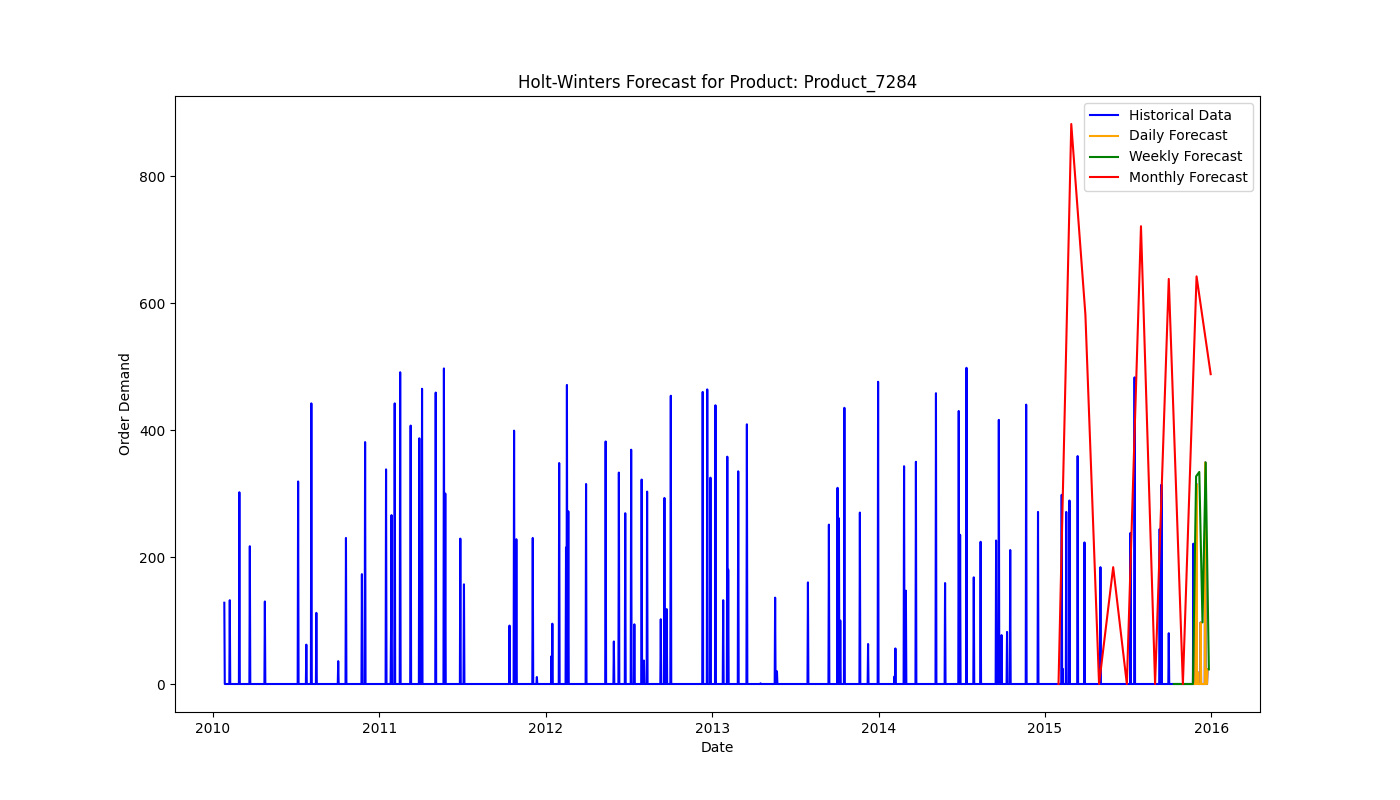 Holt-Winters Forecast for Product: Product_7284
Historical Data
Daily Forecast
Weekly Forecast
Monthly Forecast
800
600
400
200
0
Order Demand
2010 2011 2012 2013 2014 2015 2016
Date